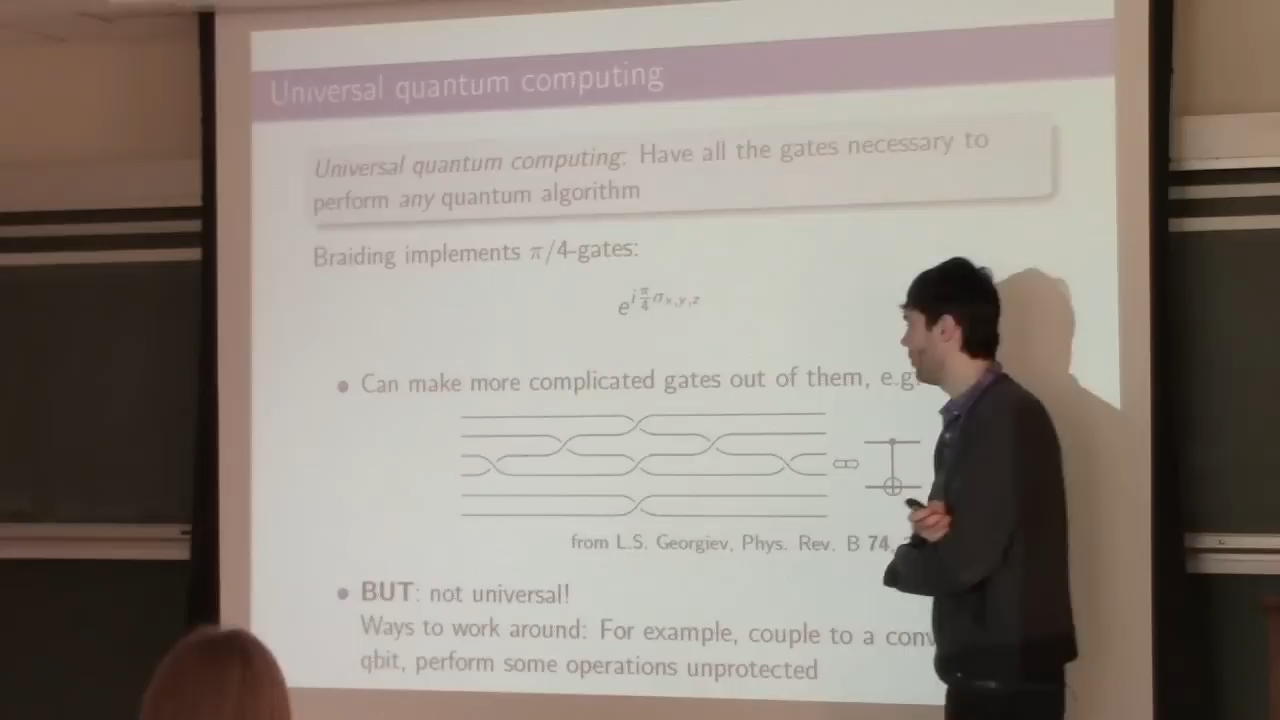 Universal quantum computing
Universal quantum computing: Have all the gates necessary to
perform any quantum algorithm
Braiding implements π/4-gates:
e^{i\frac{π}{4}σ_{x,y,z}}
• Can make more complicated gates out of them, e.g.
from L.S. Georgiev, Phys. Rev. B 74,
• BUT: not universal!
Ways to work around: For example, couple to a
qbit, perform some operations unprotected